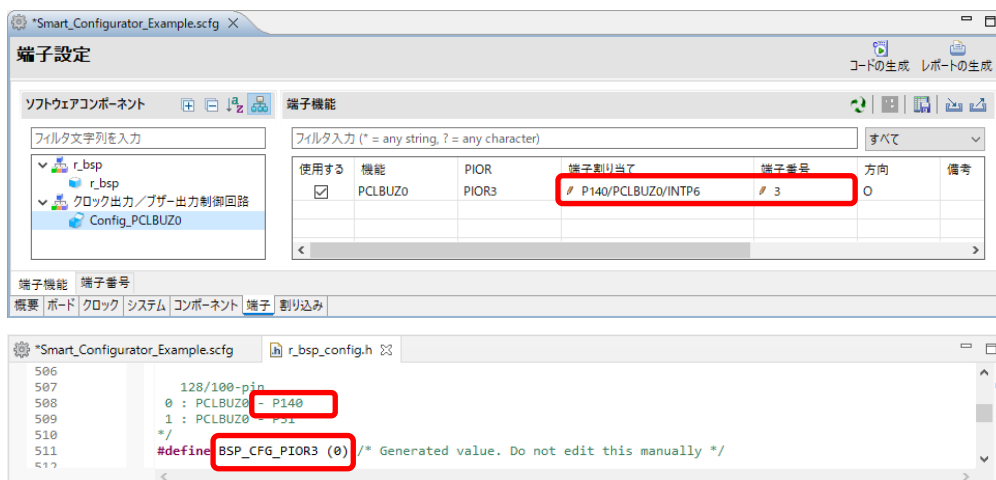 *Smart_Configurator_Example.scfg
端子設定
コードの生成 レポートの生成
ソフトウェアコンポーネント
端子機能
フィルタ文字列を入力
フィルタ入力 (* = any string, ? = any character)
すべて
r_bsp
r_bsp
クロック出力/ブザー出力制御回路
Config_PCLBUZ0
使用する 機能 PIOR 端子割り当て 端子番号 方向 備考
PCLBUZ0 PIOR3 P140/PCLBUZ0/INTP6 3 O
端子機能 端子番号
概要 ボード クロック システム コンポーネント 端子 割り込み
*Smart_Configurator_Example.scfg r_bsp_config.h
506
507 128/100-pin
508 0 : PCLBUZ0 - P140
509 1 : PCLBUZ0 - P31
510 */
511 #define BSP_CFG_PIOR3 (0) /* Generated value. Do not edit this manually */
512